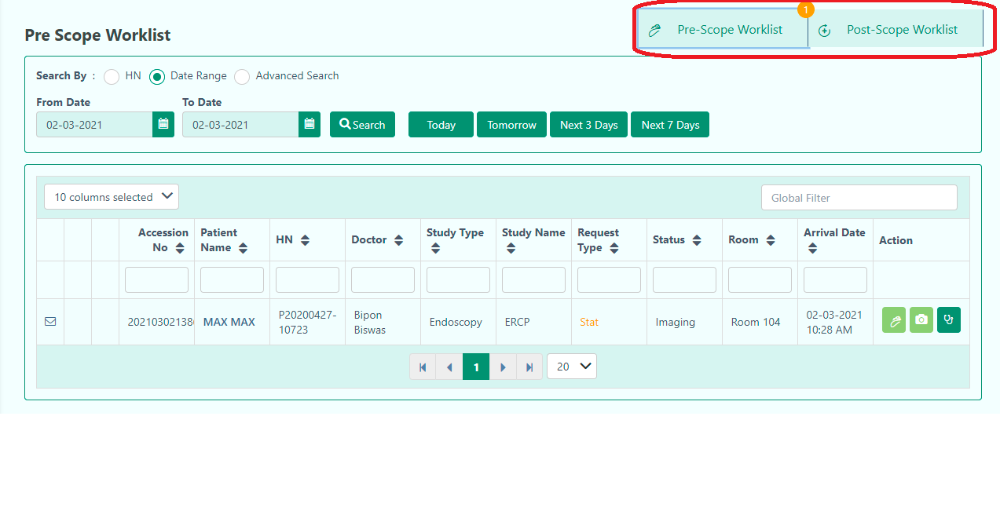 1
Pre-Scope Worklist Post-Scope Worklist
Pre Scope Worklist
Search By : HN Date Range Advanced Search
From Date To Date
02-03-2021 02-03-2021 Search Today Tomorrow Next 3 Days Next 7 Days
10 columns selected Global Filter
Accession No Patient Name HN Doctor Study Type Study Name Request Type Status Room Arrival Date Action
2021030213 MAX MAX P20200427-10723 Bipon Biswas Endoscopy ERCP Stat Imaging Room 104 02-03-2021 10:28 AM
1 20